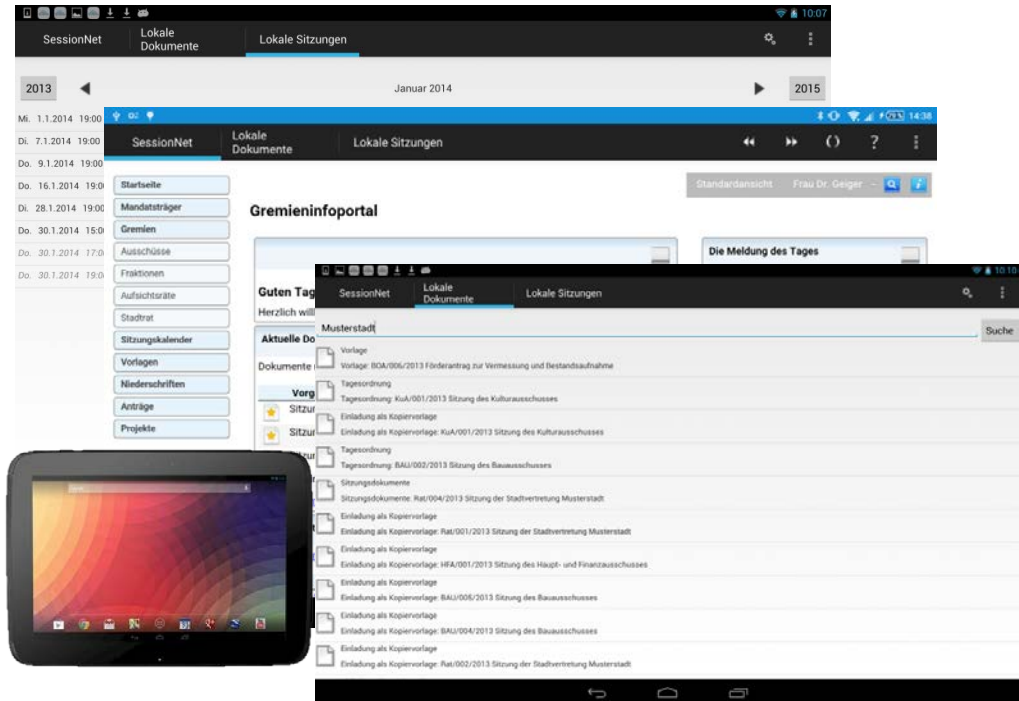 10:07
SessionNet
Lokale
Dokumente
Lokale Sitzungen
2013
Januar 2014
2015
Mi. 1.1.2014 19:00
Di. 7.1.2014 19:00
Do. 9.1.2014 19:00
Do. 16.1.2014 19:0
Di. 28.1.2014 19:00
Do. 30.1.2014 15:0
Do. 30.1.2014 17:0
Do. 30.1.2014 19:0
14:38
SessionNet
Lokale
Dokumente
Lokale Sitzungen
?
Startseite
Mandatsträger
Gremien
Ausschüsse
Fraktionen
Aufsichtsräte
Stadtrat
Sitzungskalender
Vorlagen
Niederschriften
Anträge
Projekte
Standardansicht Frau Dr. Geiger
Gremieninfoportal
Die Meldung des Tages
Guten Tag
Herzlich will
Aktuelle Do
Dokumente
Vorg
Sitzur
Sitzur
10:10
SessionNet
Lokale
Dokumente
Lokale Sitzungen
Musterstadt
Suche
Vorlage
Vorlage: BOA/006/2013 Förderantrag zur Vermessung und Bestandsaufnahme
Tagesordnung
Tagesordnung: KuA/001/2013 Sitzung des Kulturausschusses
Einladung als Kopiervorlage
Einladung als Kopiervorlage: KuA/001/2013 Sitzung des Kulturausschusses
Tagesordnung
Tagesordnung: BAU/002/2013 Sitzung des Bauausschusses
Sitzungsdokumente
Sitzungsdokumente: Rat/004/2013 Sitzung der Stadtvertretung Musterstadt
Einladung als Kopiervorlage
Einladung als Kopiervorlage: Rat/001/2013 Sitzung der Stadtvertretung Musterstadt
Einladung als Kopiervorlage
Einladung als Kopiervorlage: HFA/001/2013 Sitzung des Haupt- und Finanzausschusses
Einladung als Kopiervorlage
Einladung als Kopiervorlage: BAU/006/2013 Sitzung des Bauausschusses
Einladung als Kopiervorlage
Einladung als Kopiervorlage: BAU/004/2013 Sitzung des Bauausschusses
Einladung als Kopiervorlage
Einladung als Kopiervorlage: Rat/002/2013 Sitzung der Stadtvertretung Musterstadt